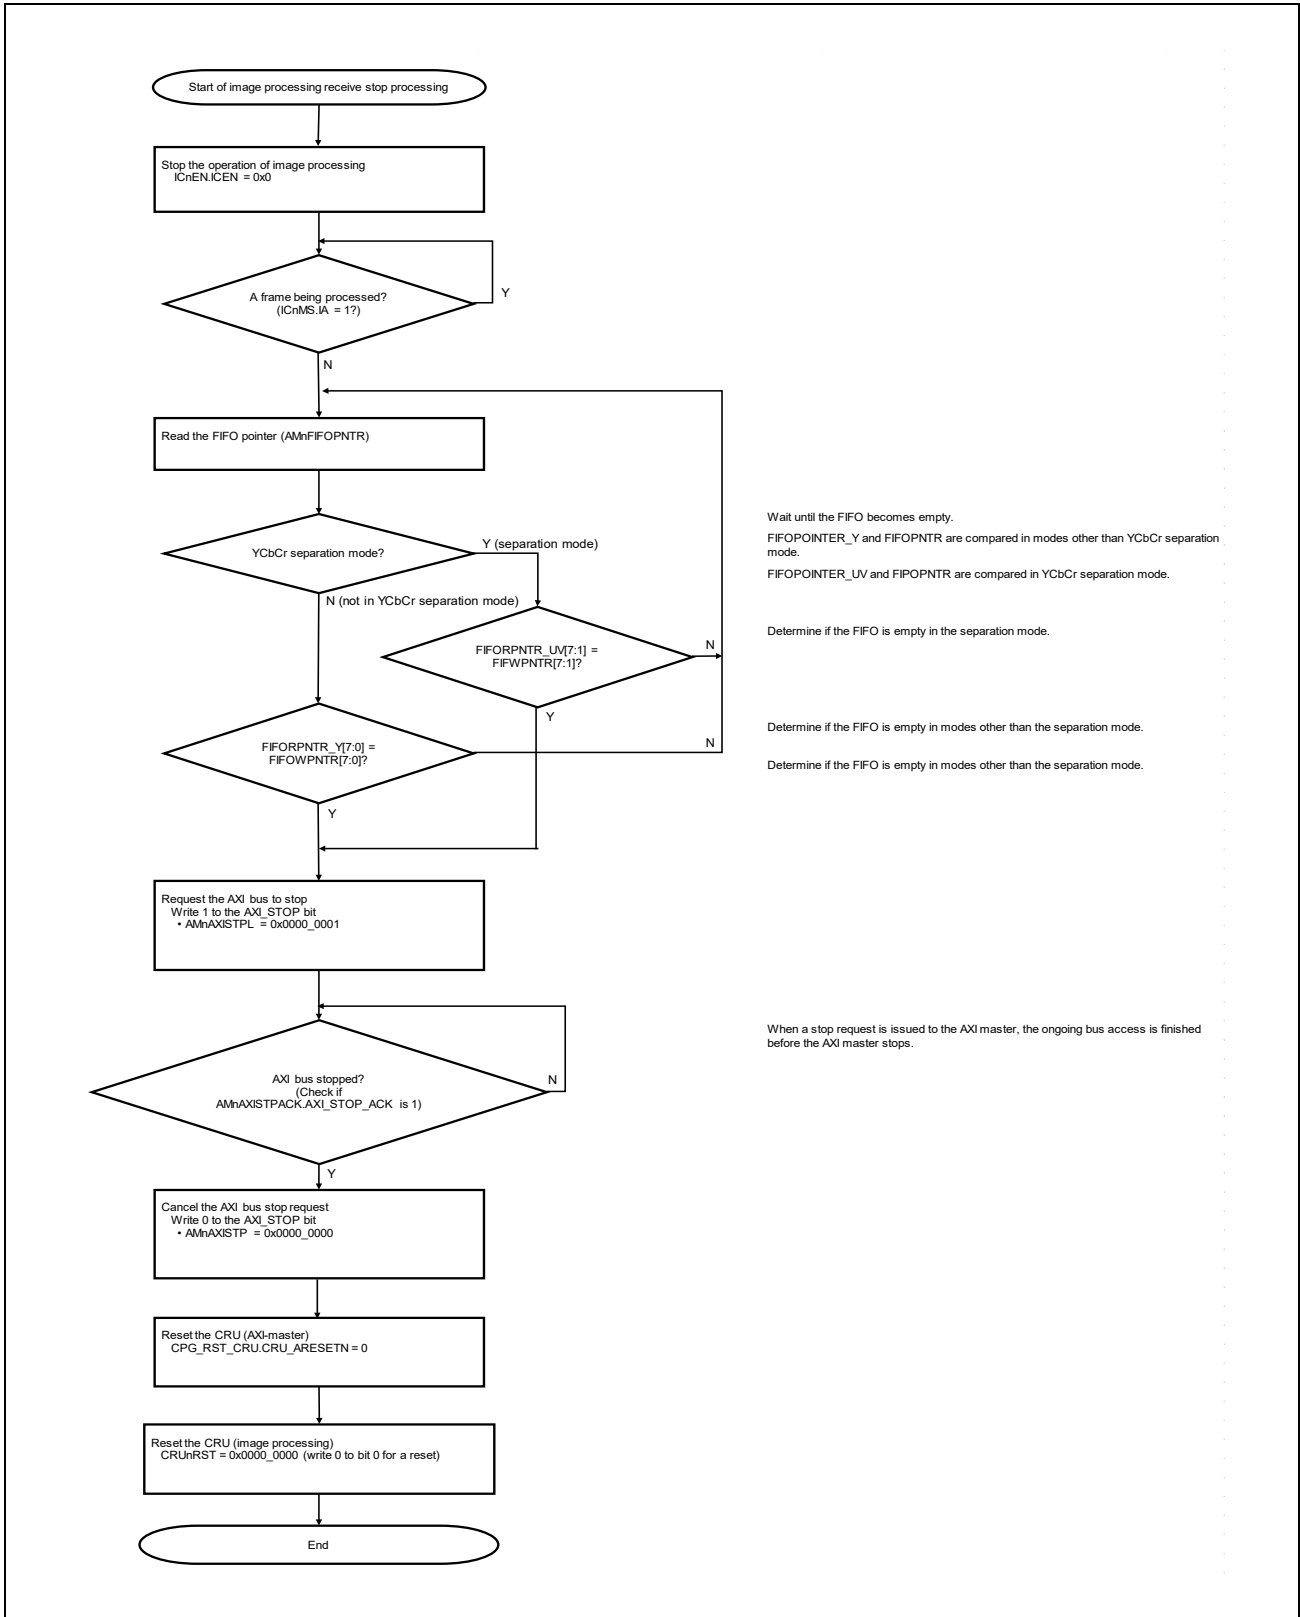 Start of image processing receive stop processing
Stop the operation of image processing
ICnEN.ICEN = 0x0
A frame being processed?
(ICnMS.IA = 1?)
Y
N
Read the FIFO pointer (AMnFIFOPNTR)
YCbCr separation mode?
Y (separation mode)
N (not in YCbCr separation mode)
Wait until the FIFO becomes empty.
FIFOPOINTER_Y and FIFOPNTR are compared in modes other than YCbCr separation
mode.
FIFOPOINTER_UV and FIPOPNTR are compared in YCbCr separation mode.
FIFORPNTR_UV[7:1] =
FIFWPNTR[7:1]?
N
Y
Determine if the FIFO is empty in the separation mode.
FIFORPNTR_Y[7:0] =
FIFOWPNTR[7:0]?
N
Y
Determine if the FIFO is empty in modes other than the separation mode.
Determine if the FIFO is empty in modes other than the separation mode.
Request the AXI bus to stop
Write 1 to the AXI_STOP bit
• AMnAXISTPL = 0x0000_0001
AXI bus stopped?
(Check if
AMnAXISTPACK.AXI_STOP_ACK is 1)
N
Y
When a stop request is issued to the AXI master, the ongoing bus access is finished
before the AXI master stops.
Cancel the AXI bus stop request
Write 0 to the AXI_STOP bit
• AMnAXISTP = 0x0000_0000
Reset the CRU (AXI-master)
CPG_RST_CRU.CRU_ARESETN = 0
Reset the CRU (image processing)
CRUnRST = 0x0000_0000 (write 0 to bit 0 for a reset)
End